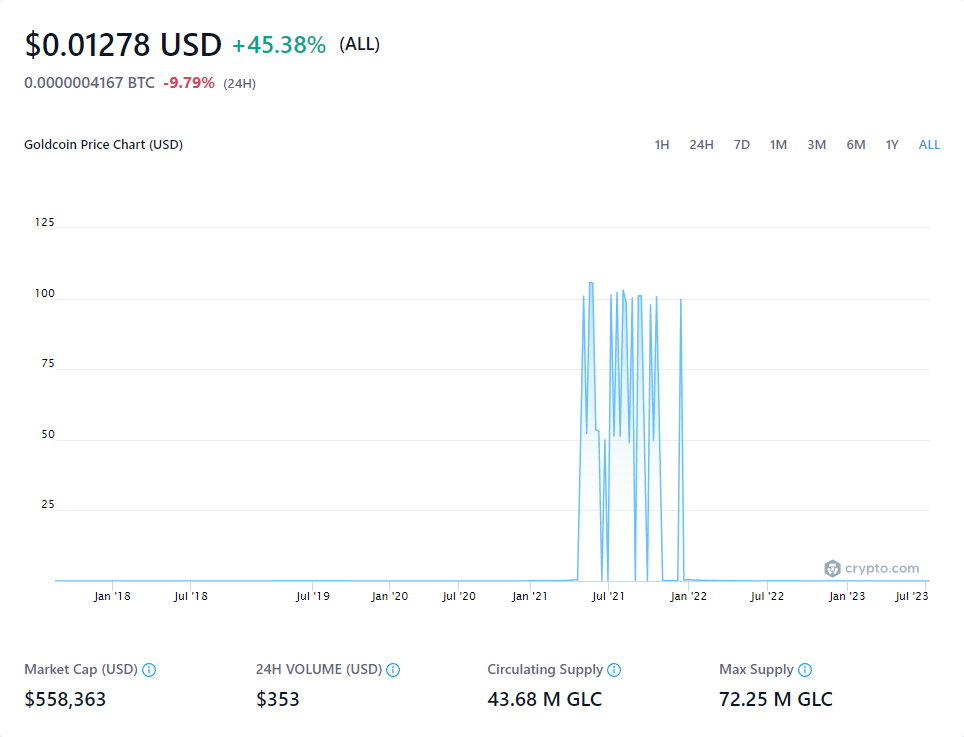 $0.01278 USD +45.38% (ALL)
0.0000004167 BTC -9.79% (24H)
Goldcoin Price Chart (USD) 1H 24H 7D 1M 3M 6M 1Y ALL
125
100
75
50
25
crypto.com
Jan '18 Jul '18 Jul '19 Jan '20 Jul '20 Jan '21 Jul '21 Jan '22 Jul '22 Jan '23 Jul '23
Market Cap (USD) 24H VOLUME (USD) Circulating Supply Max Supply
$558,363 $353 43.68 M GLC 72.25 M GLC